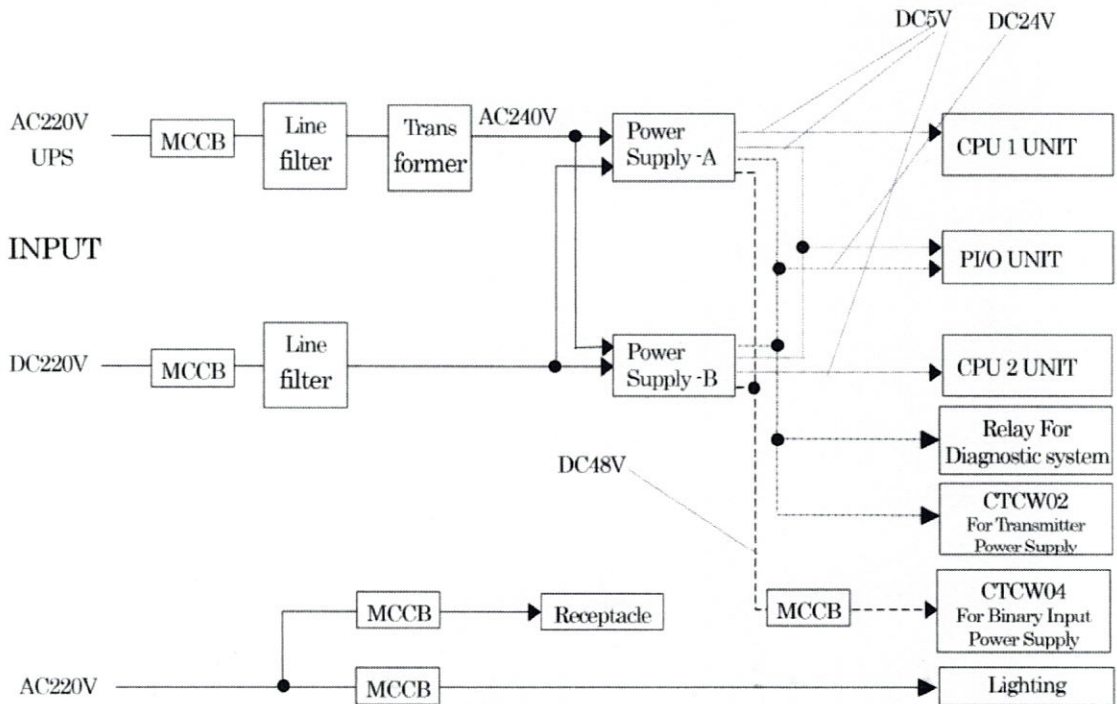 DC5V
DC24V
AC220V
UPS
MCCB
Line
filter
Trans
former
AC240V
Power
Supply -A
CPU 1 UNIT
INPUT
PI/O UNIT
DC220V
MCCB
Line
filter
Power
Supply -B
CPU 2 UNIT
Relay For
Diagnostic system
DC48V
CTCW02
For Transmitter
Power Supply
MCCB
CTCW04
For Binary Input
Power Supply
MCCB
Receptacle
AC220V
MCCB
Lighting